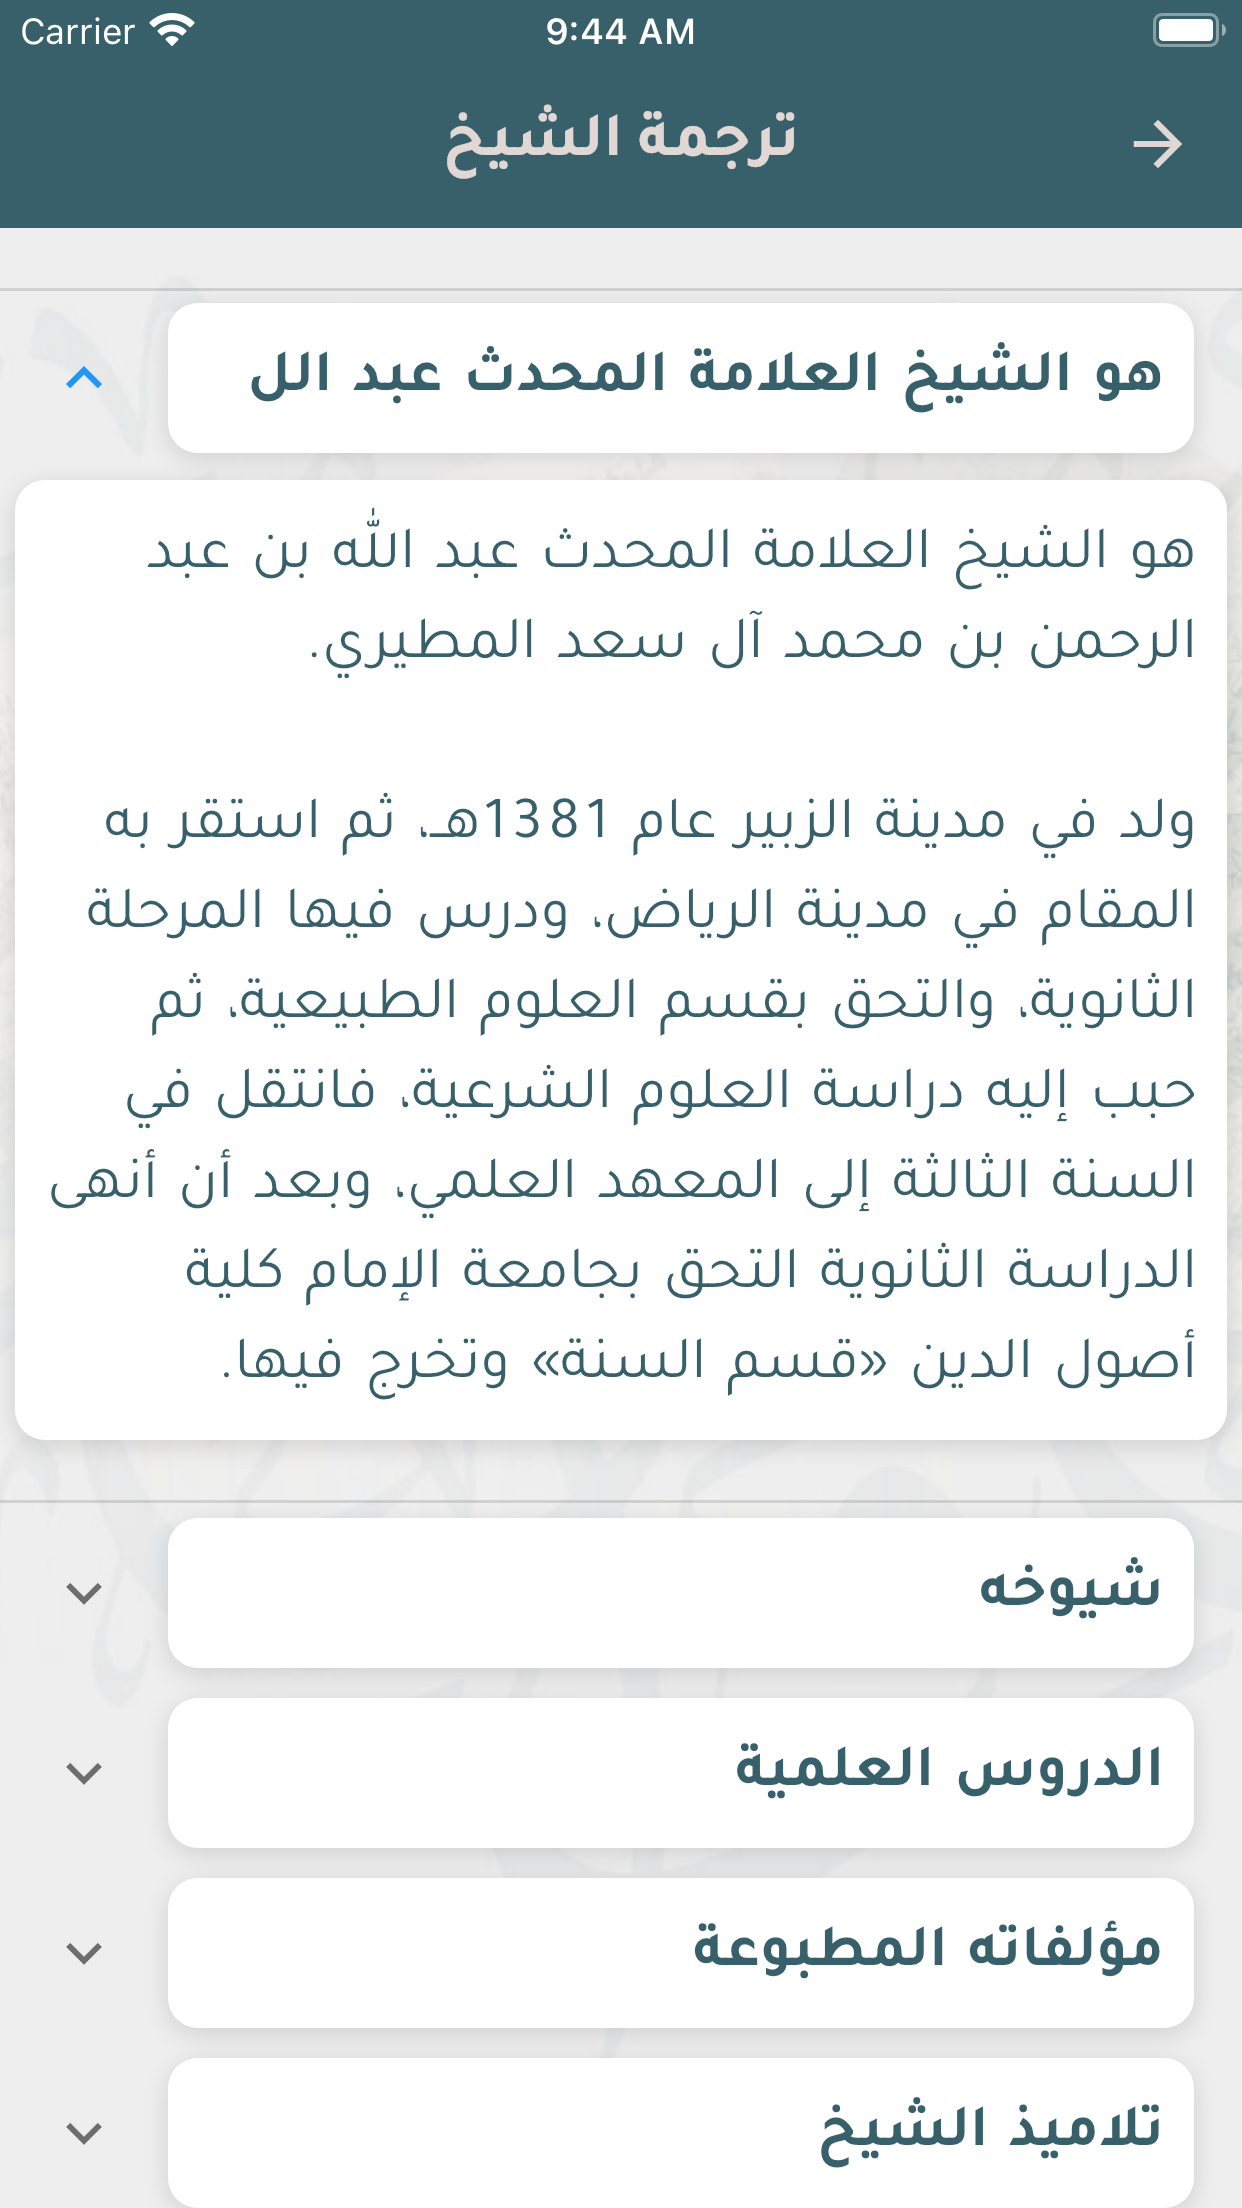 Carrier 9:44 AM
ترجمة الشيخ
هو الشيخ العلامة المحدث عبد الل
هو الشيخ العلامة المحدث عبد الله بن عبد
الرحمن بن محمد آل سعد المطيري.
ولد في مدينة الزبير عام 1381هـ، ثم استقر به
المقام في مدينة الرياض، ودرس فيها المرحلة
الثانوية، والتحق بقسم العلوم الطبيعية، ثم
حبب إليه دراسة العلوم الشرعية، فانتقل في
السنة الثالثة إلى المعهد العلمي، وبعد أن أنهى
الدراسة الثانوية التحق بجامعة الإمام كلية
أصول الدين «قسم السنة» وتخرج فيها.
شيوخه
الدروس العلمية
مؤلفاته المطبوعة
تلاميذ الشيخ